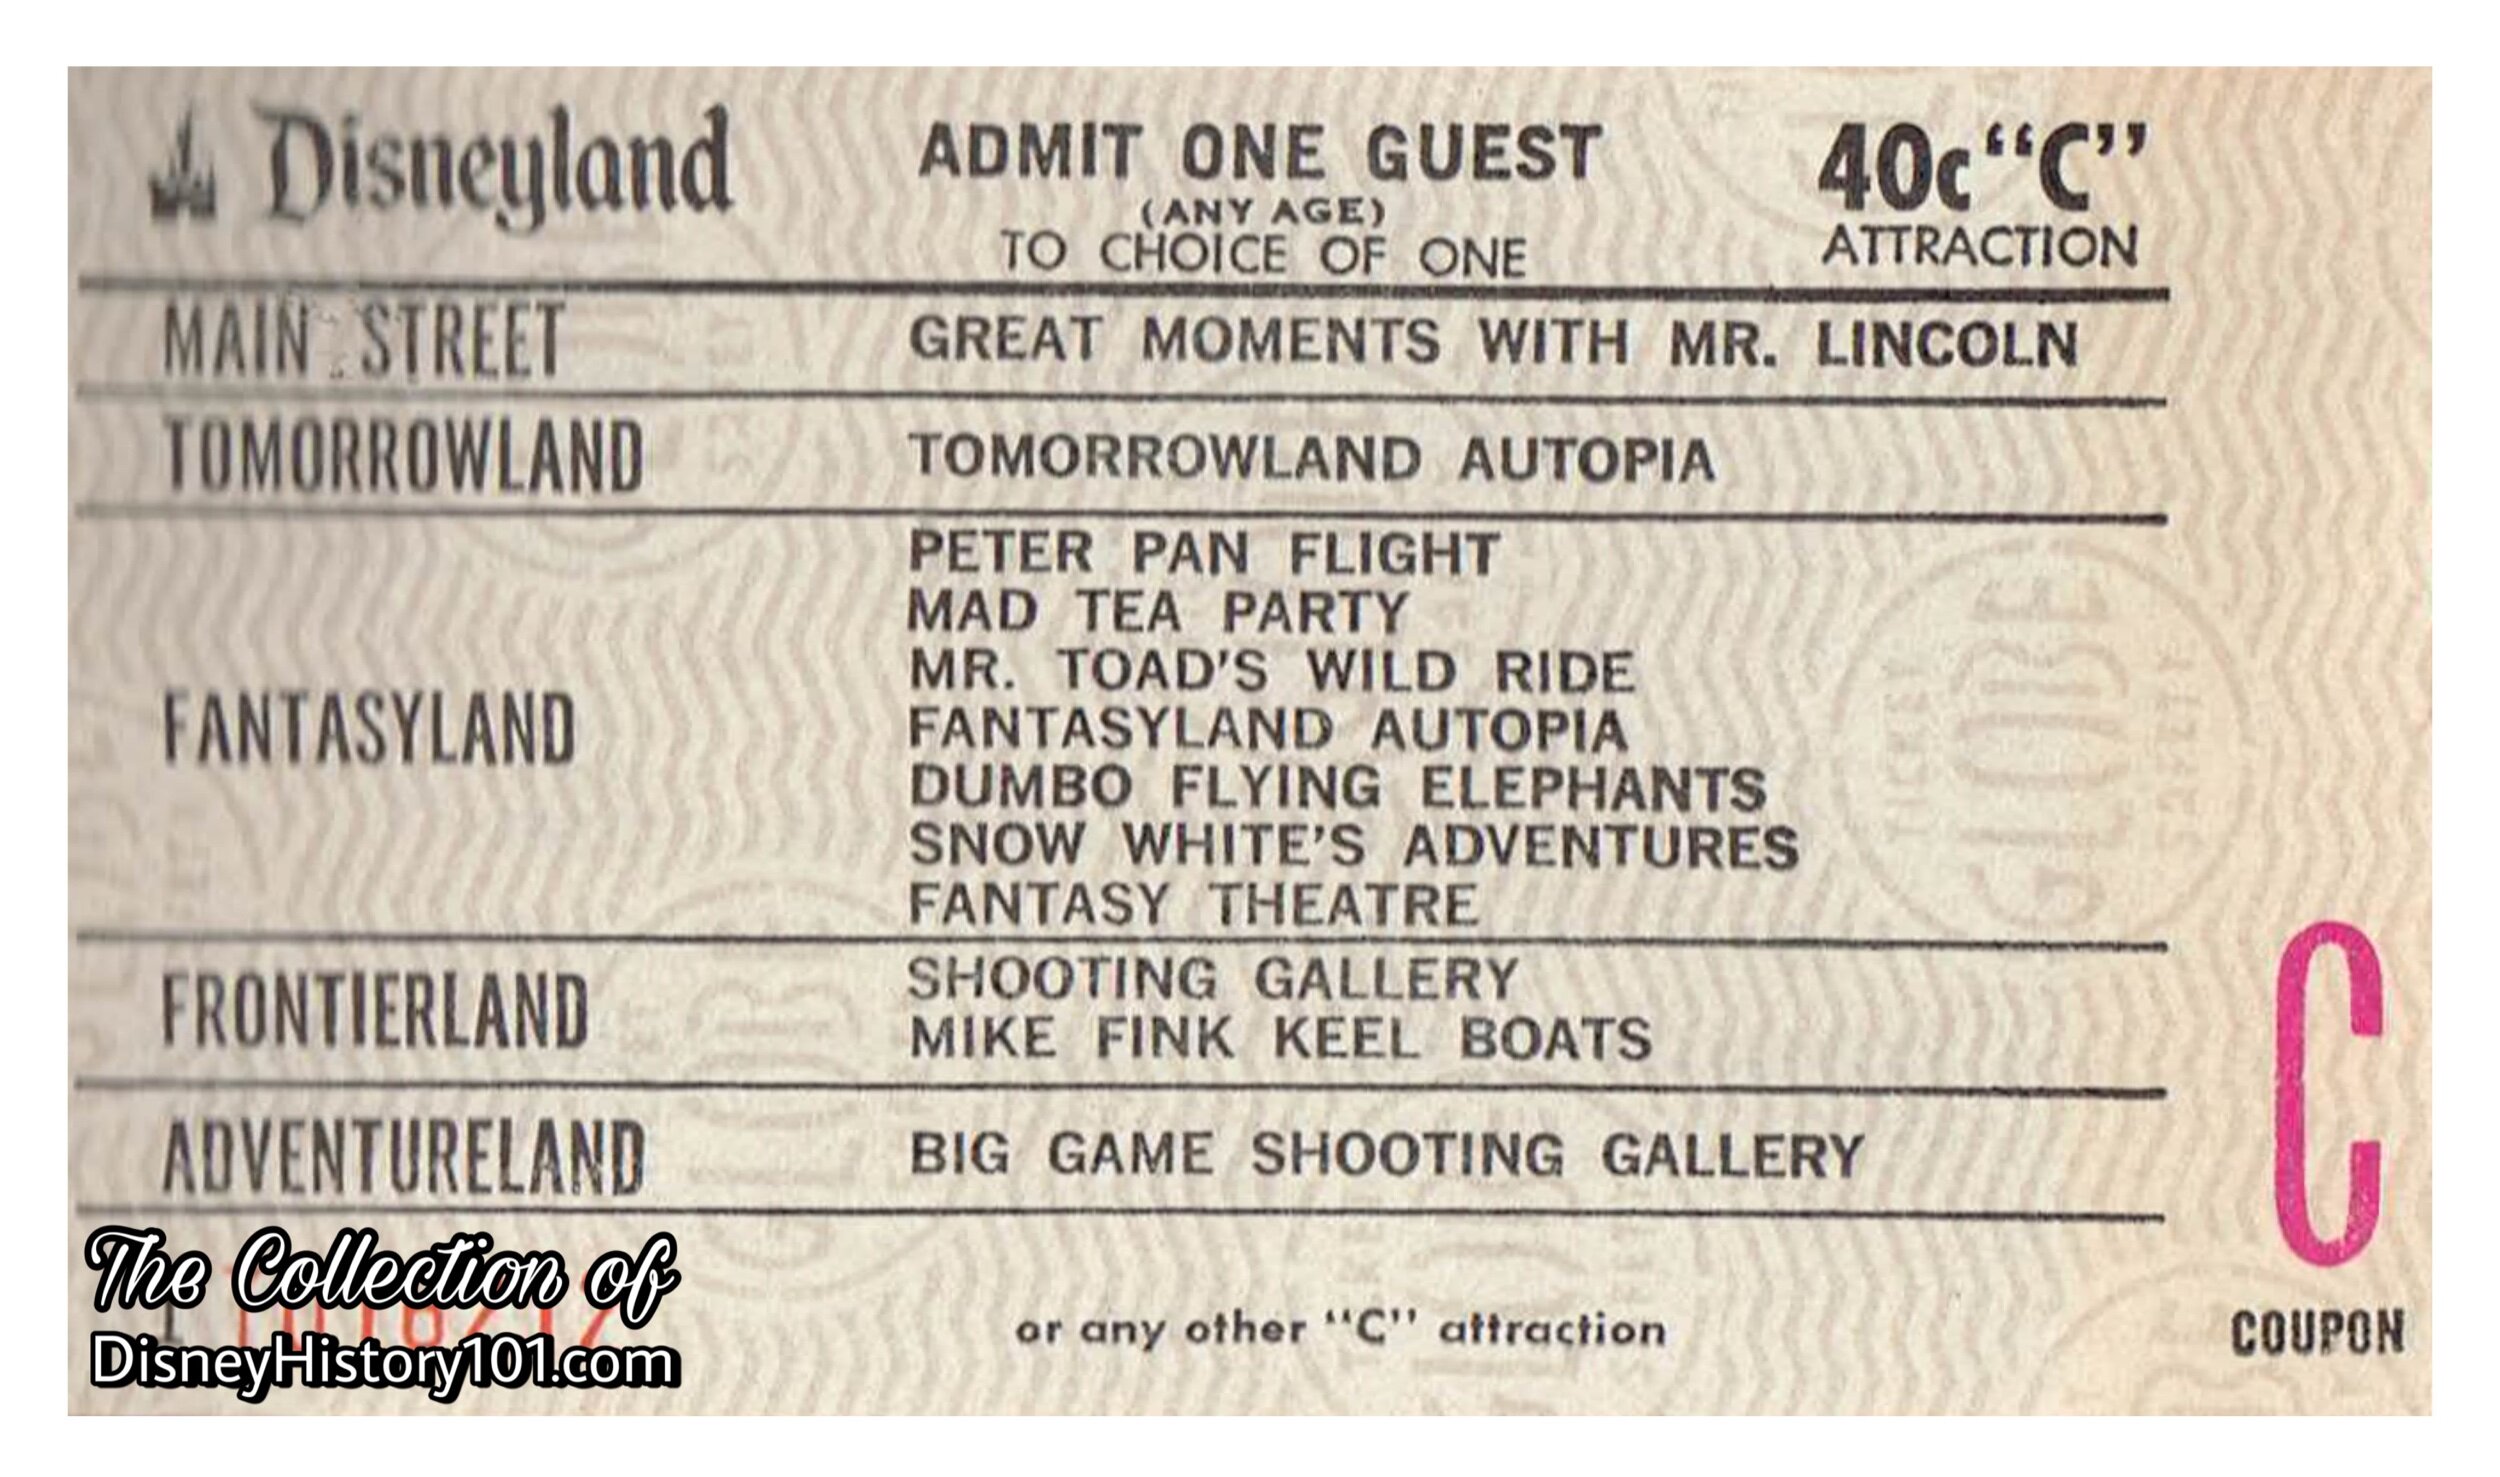 Disneyland
ADMIT ONE GUEST
(ANY AGE)
TO CHOICE OF ONE
40c "C"
ATTRACTION
MAIN STREET
GREAT MOMENTS WITH MR. LINCOLN
TOMORROWLAND
TOMORROWLAND AUTOPIA
FANTASYLAND
PETER PAN FLIGHT
MAD TEA PARTY
MR. TOAD'S WILD RIDE
FANTASYLAND AUTOPIA
DUMBO FLYING ELEPHANTS
SNOW WHITE'S ADVENTURES
FANTASY THEATRE
FRONTIERLAND
SHOOTING GALLERY
MIKE FINK KEEL BOATS
ADVENTURELAND
BIG GAME SHOOTING GALLERY
or any other "C" attraction
C
COUPON
GLOBE
TICKET
The Collection of
DisneyHistory101.com